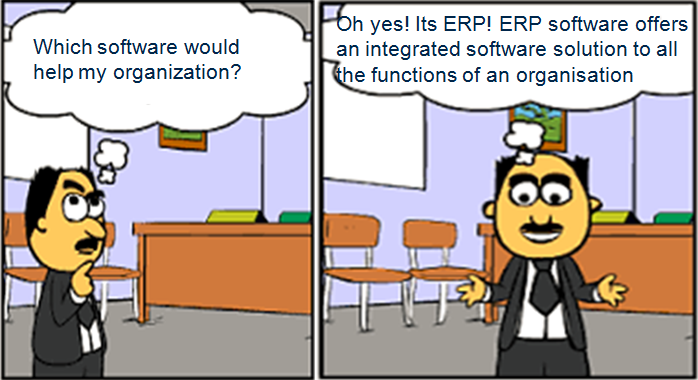 Which software would
help my organization?
Oh yes! Its ERP! ERP software offers
an integrated software solution to all
the functions of an organisation